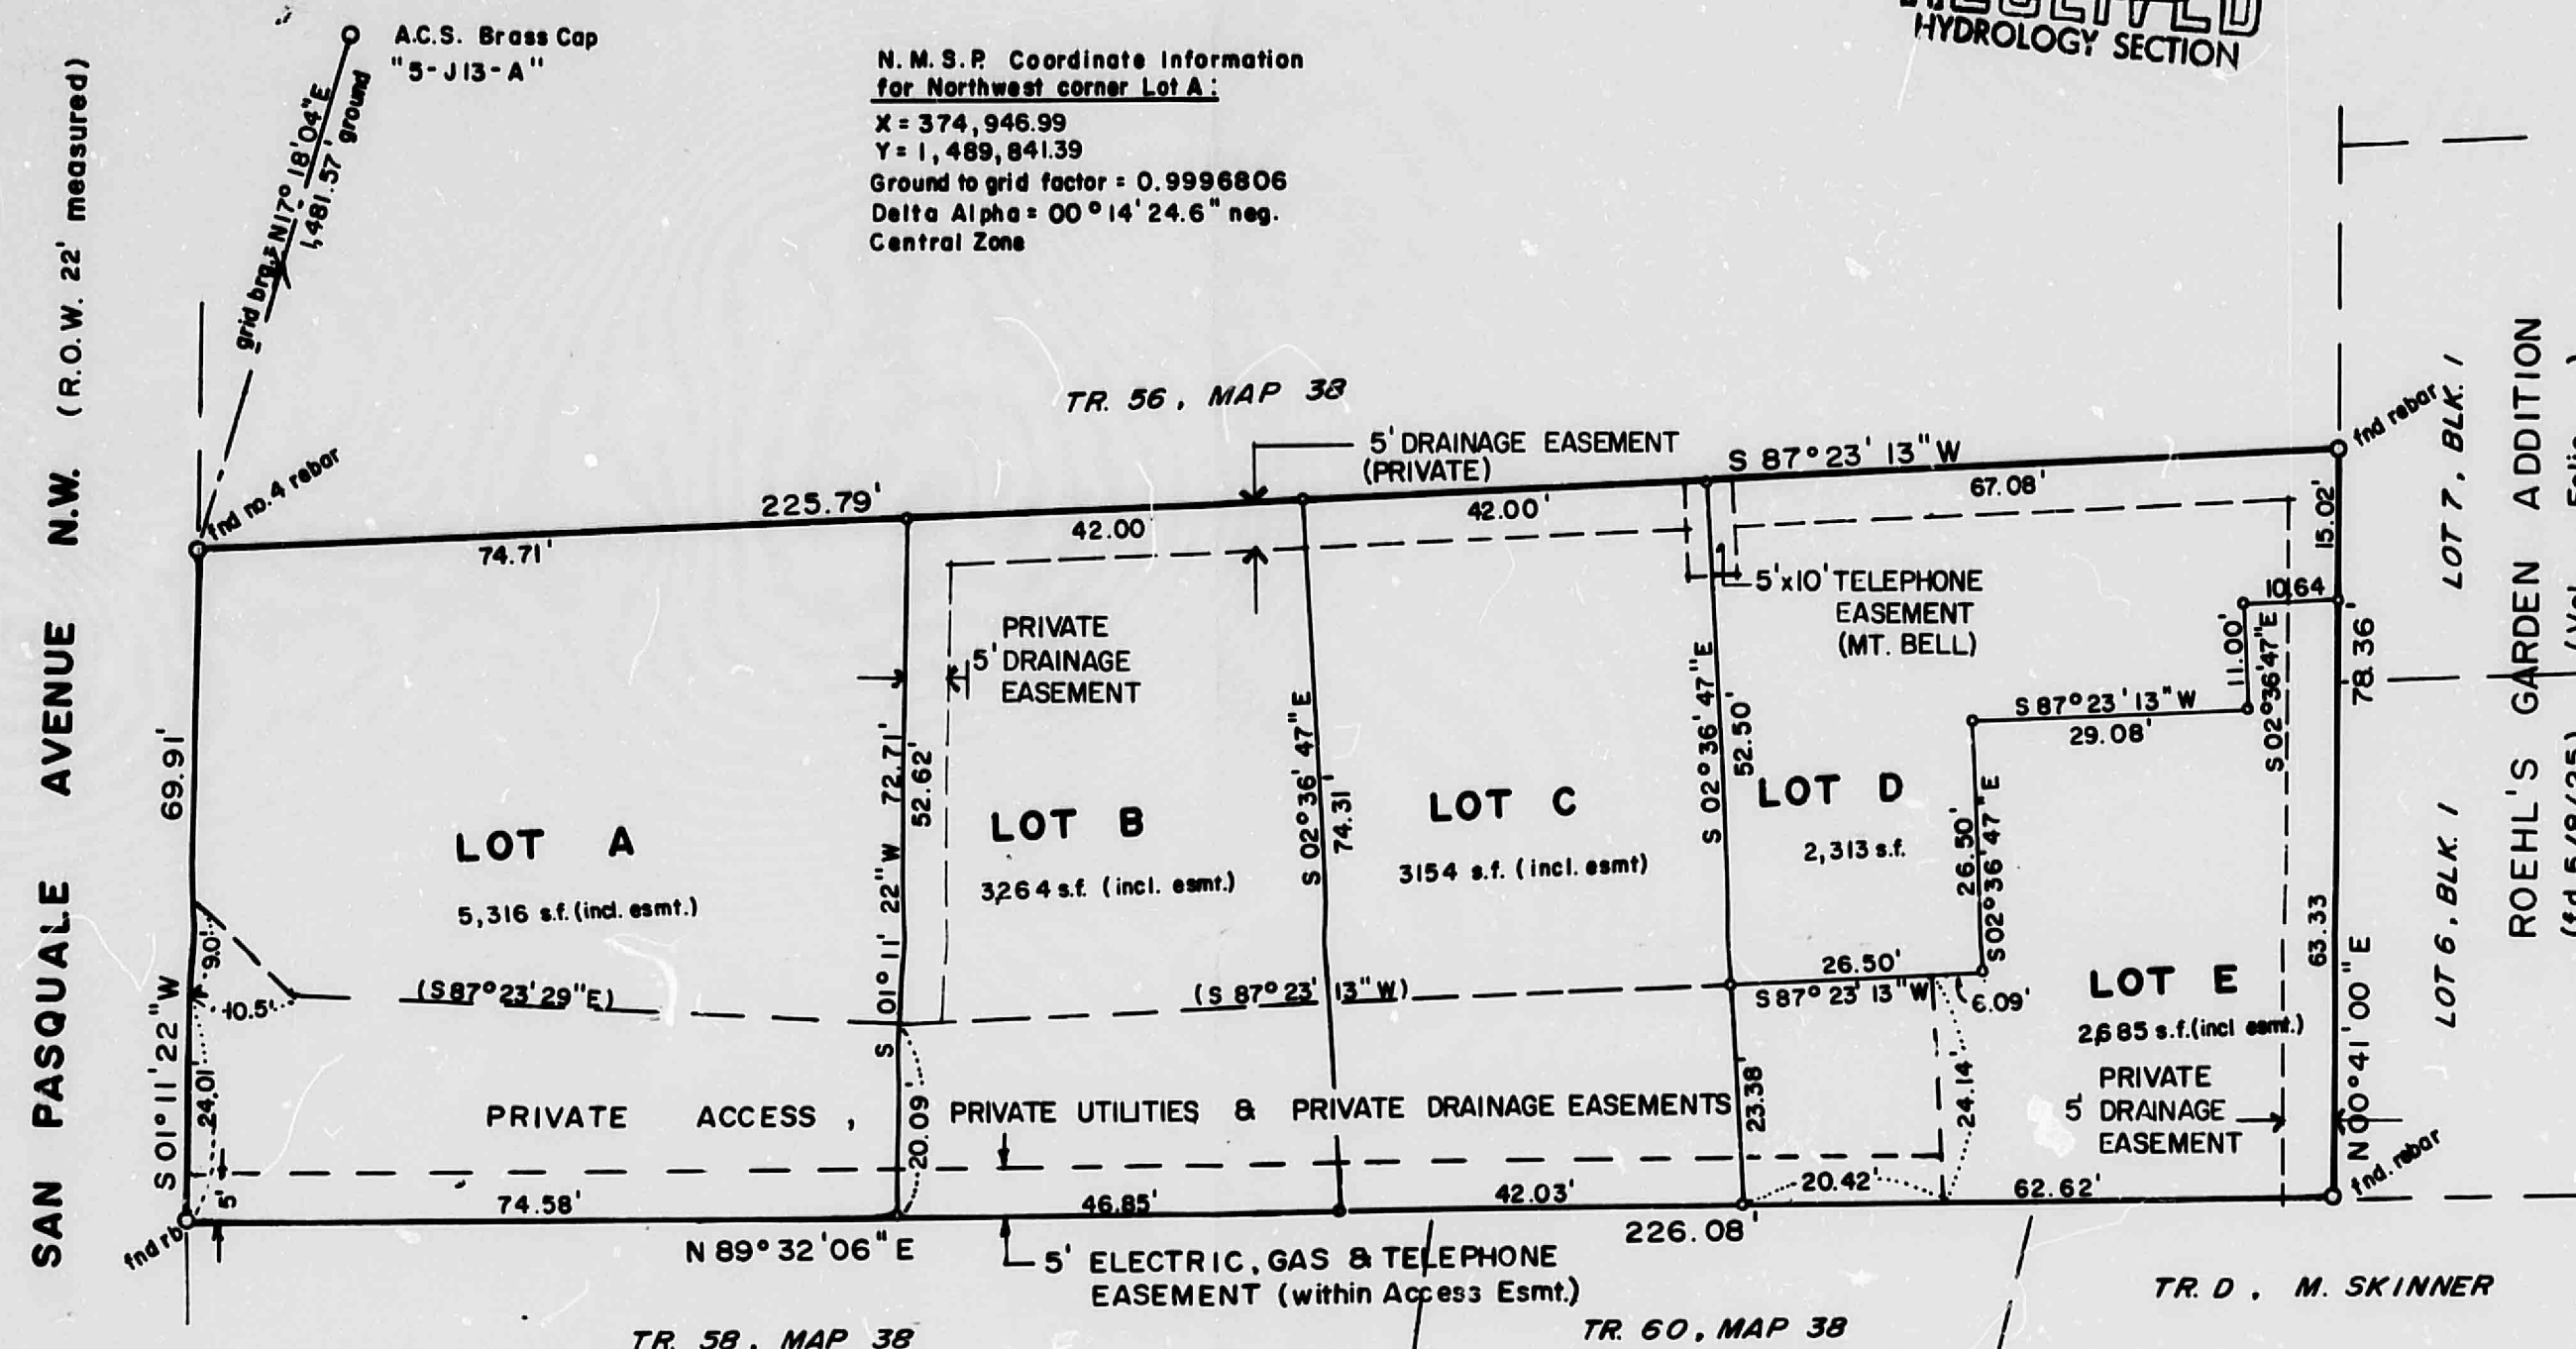 HYDROLOGY SECTION
A.C.S. Brass Cap
"5-J13-A"
grid brg.= N17°18'04"E
1,481.57' ground
N.M.S.P. Coordinate Information
for Northwest corner Lot A:
X = 374,946.99
Y = 1,489,841.39
Ground to grid factor = 0.9996806
Delta Alpha = 00°14'24.6" neg.
Central Zone
SAN PASQUALE AVENUE N.W. (R.O.W. 22' measured)
TR. 56, MAP 38
5' DRAINAGE EASEMENT
(PRIVATE)
S 87°23'13"W
fnd rebar
fnd no.4 rebar
225.79'
74.71'
42.00
42.00'
67.08'
15.02'
5'x10' TELEPHONE
EASEMENT
(MT. BELL)
PRIVATE
5' DRAINAGE
EASEMENT
10.64
11.00'
S 02°36'47"E
S 87°23'13"W
29.08'
78.36'
69.91'
72.71'
52.62'
S 01°11'22"W
S 02°36'47"E
74.31'
S 02°36'47"E
52.50'
26.50'
S 02°36'47"E
LOT A
5,316 s.f. (incl. esmt.)
LOT B
3,264 s.f. (incl. esmt.)
LOT C
3154 s.f. (incl. esmt)
LOT D
2,313 s.f.
LOT E
2,685 s.f. (incl esmt.)
63.33
N 00°41'00"E
9.0'
10.5'
(S 87°23'29"E)
(S 87°23'13"W)
26.50'
S 87°23'13"W
6.09'
S 01°11'22"W
24.01'
20.09'
23.38'
24.14'
PRIVATE ACCESS, PRIVATE UTILITIES & PRIVATE DRAINAGE EASEMENTS
PRIVATE
5' DRAINAGE
EASEMENT
5'
74.58'
46.85'
42.03'
20.42'
62.62'
fnd rb
fnd. rebar
N 89°32'06"E
226.08'
5' ELECTRIC, GAS & TELEPHONE
EASEMENT (within Access Esmt.)
TR. 58, MAP 38
TR. 60, MAP 38
TR. D, M. SKINNER
LOT 7, BLK. 1
LOT 6, BLK. 1
ROEHL'S GARDEN ADDITION